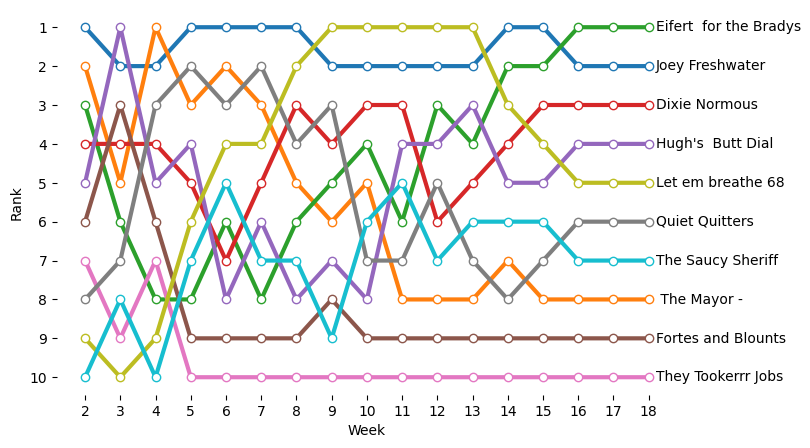 1
Eifert  for the Bradys
2
Joey Freshwater
3
Dixie Normous
4
Hugh's  Butt Dial
5
Let em breathe 68
Rank
6
Quiet Quitters
7
The Saucy Sheriff
8
The Mayor -
9
Fortes and Blounts
10
They Tookerrr Jobs
2 3 4 5 6 7 8 9 10 11 12 13 14 15 16 17 18
Week